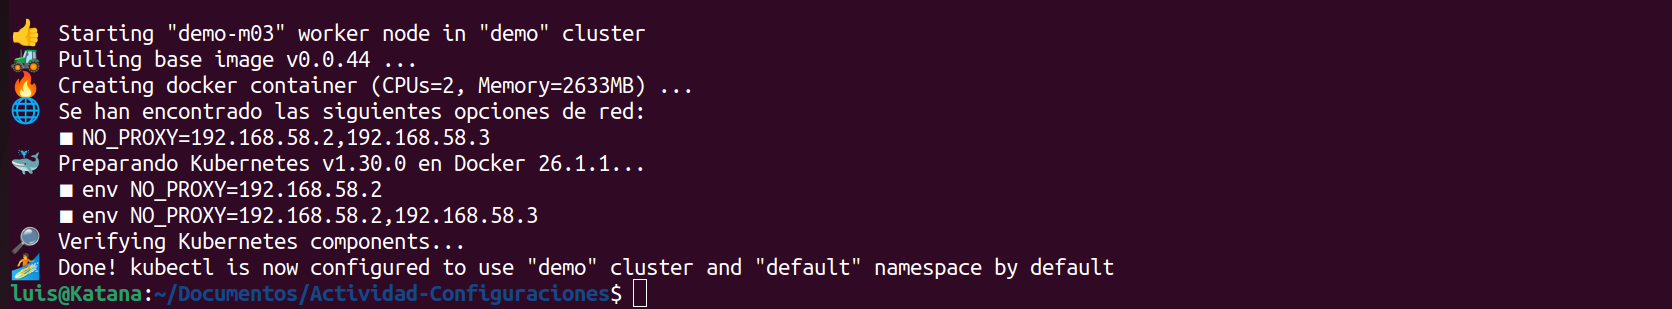 👍 Starting "demo-m03" worker node in "demo" cluster
🚜 Pulling base image v0.0.44 ...
🔥 Creating docker container (CPUs=2, Memory=2633MB) ...
🌐 Se han encontrado las siguientes opciones de red:
■ NO_PROXY=192.168.58.2,192.168.58.3
🐳 Preparando Kubernetes v1.30.0 en Docker 26.1.1...
■ env NO_PROXY=192.168.58.2
■ env NO_PROXY=192.168.58.2,192.168.58.3
🔎 Verifying Kubernetes components...
🏄 Done! kubectl is now configured to use "demo" cluster and "default" namespace by default
luis@Katana:~/Documentos/Actividad-Configuraciones$